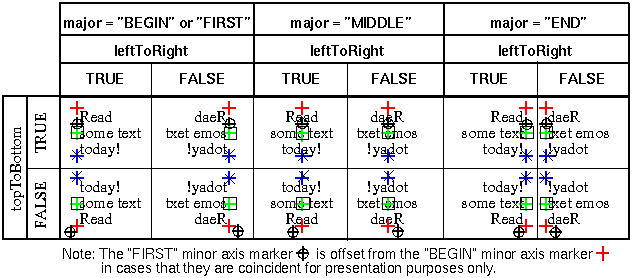 major = "BEGIN" or "FIRST" major = "MIDDLE" major = "END"
leftToRight leftToRight leftToRight
TRUE FALSE TRUE FALSE TRUE FALSE
topToBottom
TRUE
Read daeR Read daeR Read daeR
some text txet emos some text txet emos some text txet emos
today! !yadot today! !yadot today! !yadot
FALSE
today! !yadot today! !yadot today! !yadot
some text txet emos some text txet emos some text txet emos
Read daeR Read daeR Read daeR
Note: The "FIRST" minor axis marker is offset from the "BEGIN" minor axis marker
in cases that they are coincident for presentation purposes only.